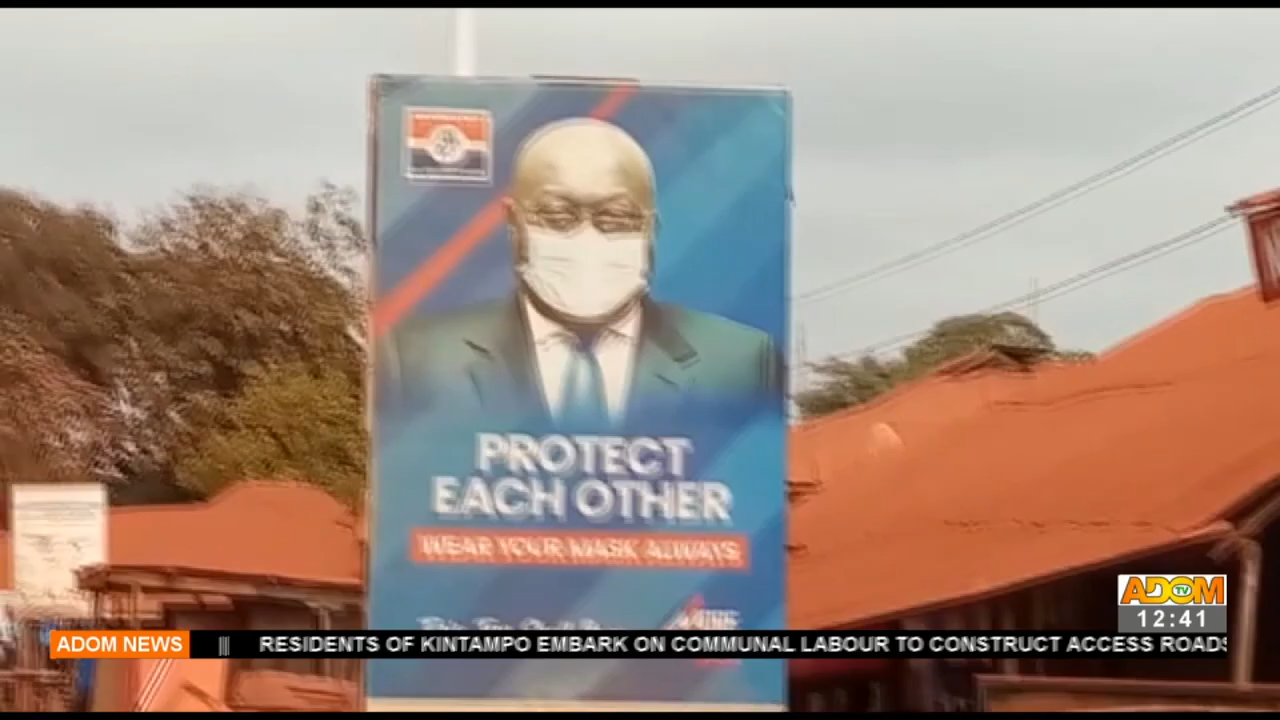 PROTECT
EACH OTHER
WEAR YOUR MASK ALWAYS
ADOM
TV
12:41
ADOM NEWS
RESIDENTS OF KINTAMPO EMBARK ON COMMUNAL LABOUR TO CONSTRUCT ACCESS ROADS